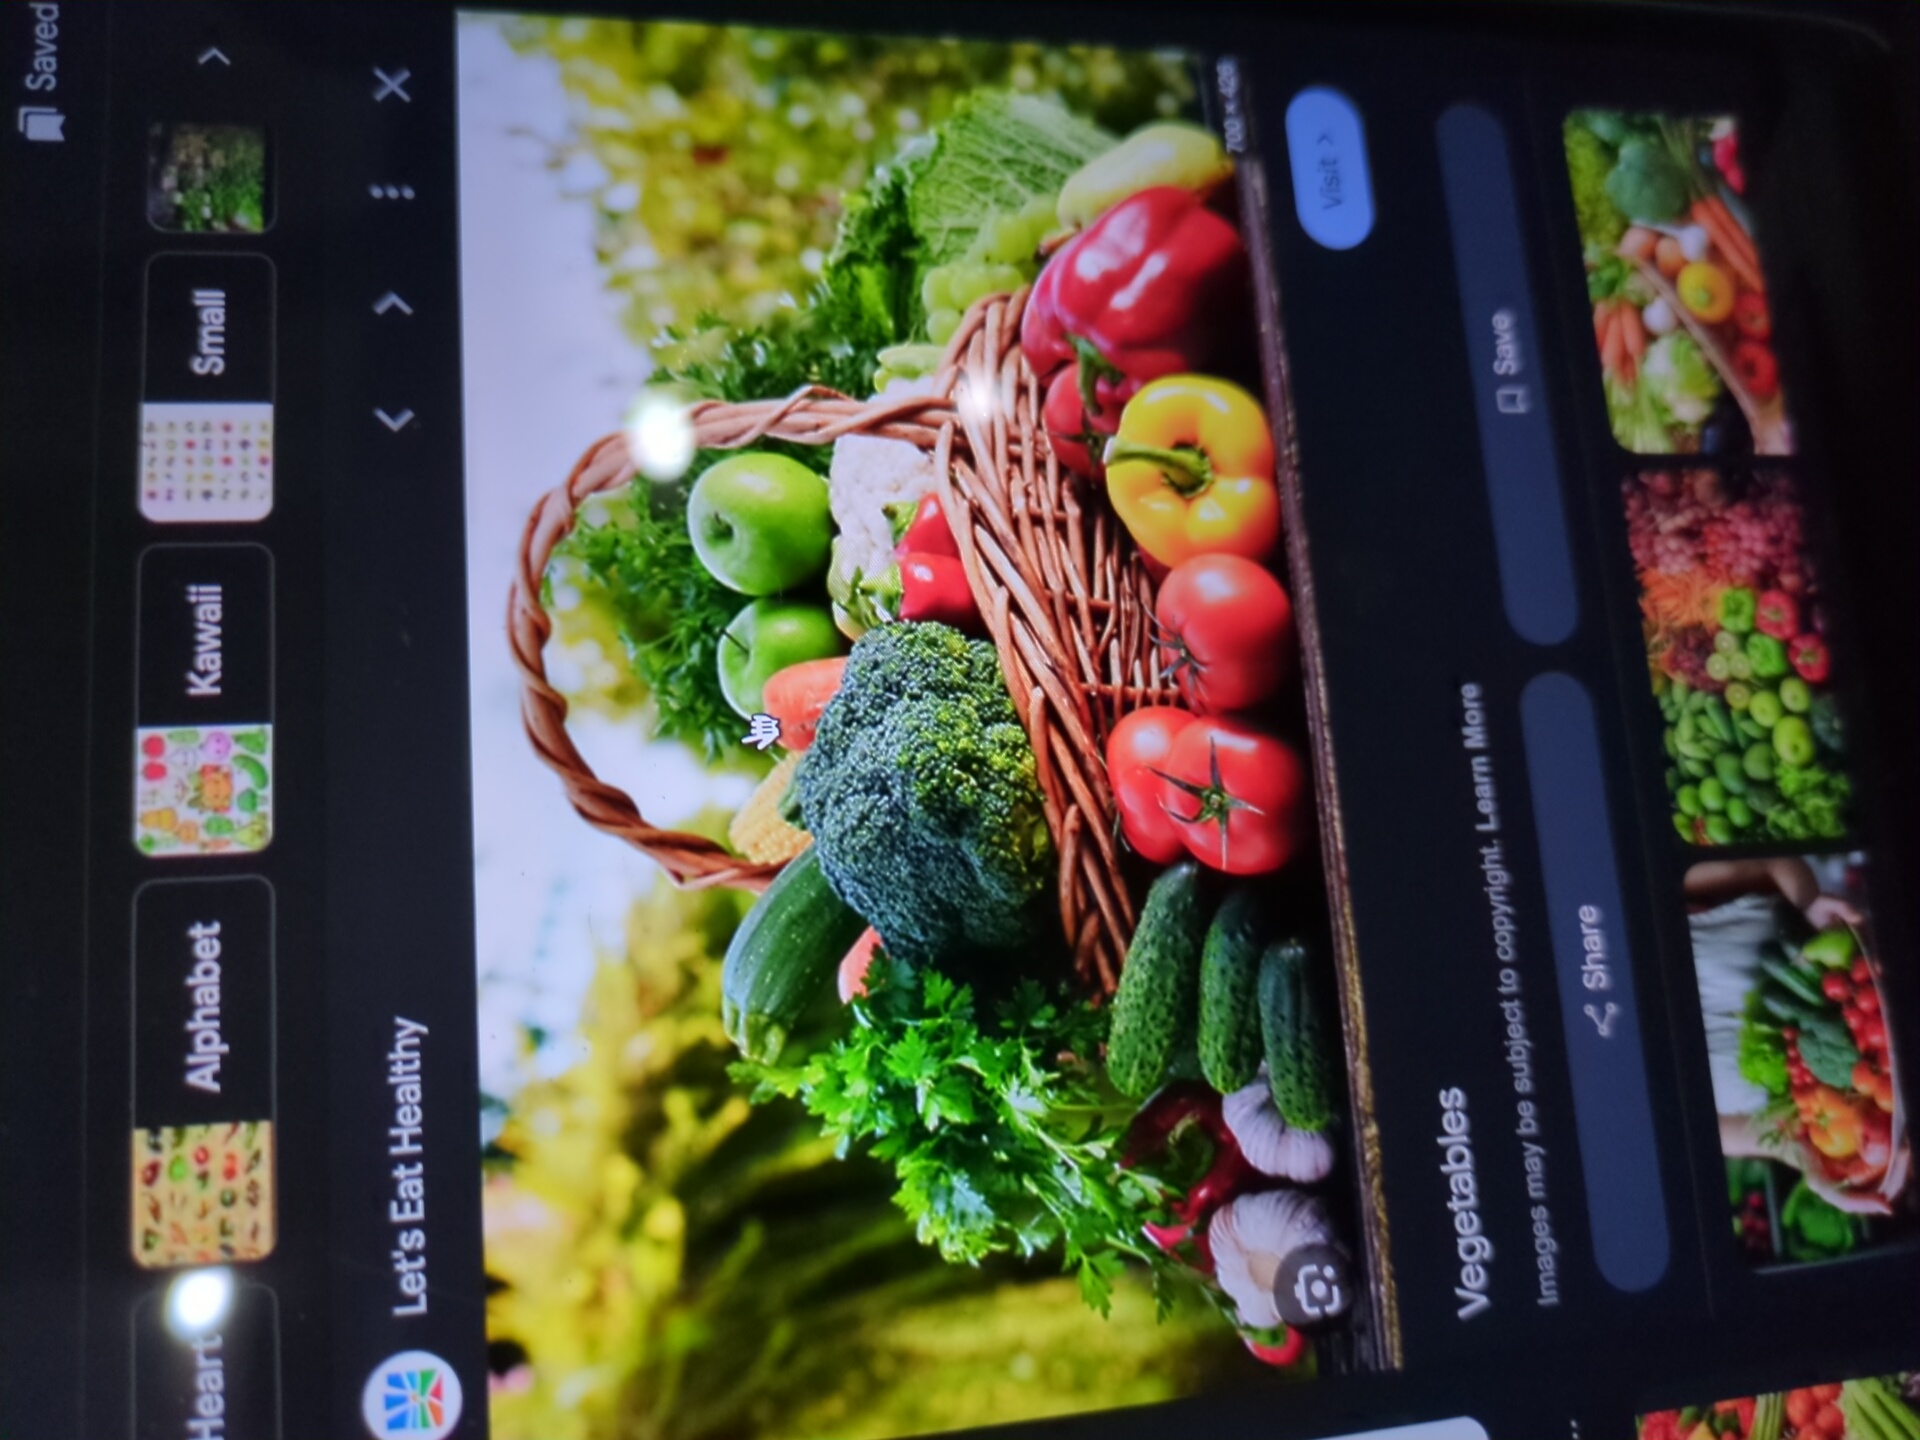 Saved
Heart
Alphabet
Kawaii
Small
Let's Eat Healthy
700 × 426
Visit
Vegetables
Images may be subject to copyright. Learn More
Share
Save